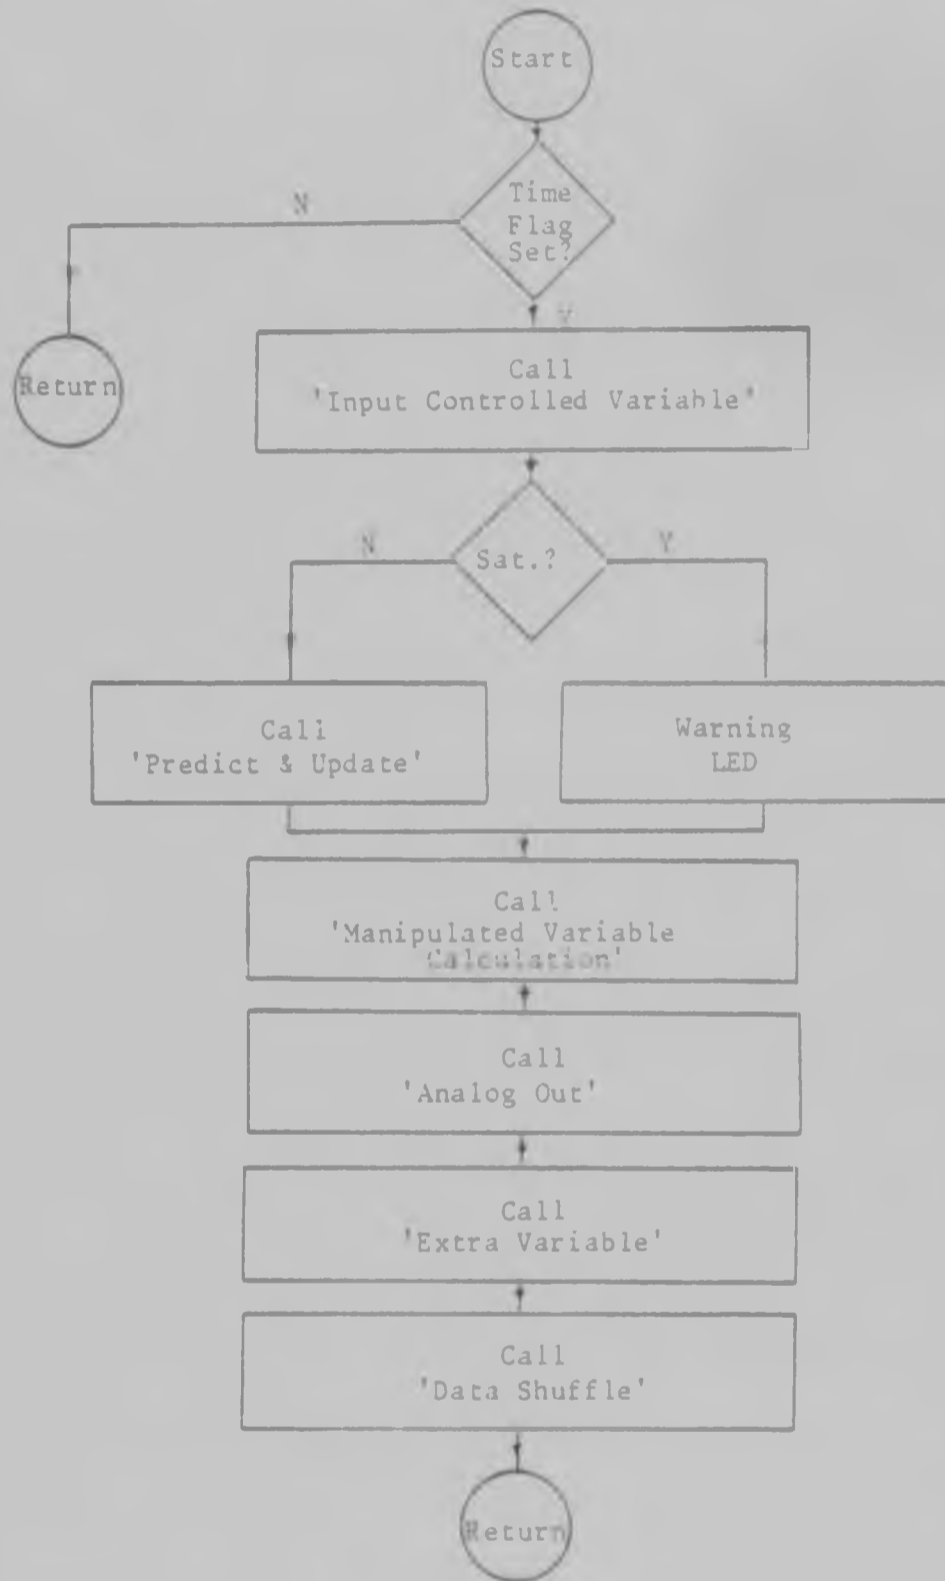 Start
Time
Flag
Set?
N
Y
Return
Call
'Input Controlled Variable'
Sat.?
N
Y
Call
'Predict & Update'
Warning
LED
Call
'Manipulated Variable
Calculation'
Call
'Analog Out'
Call
'Extra Variable'
Call
'Data Shuffle'
Return